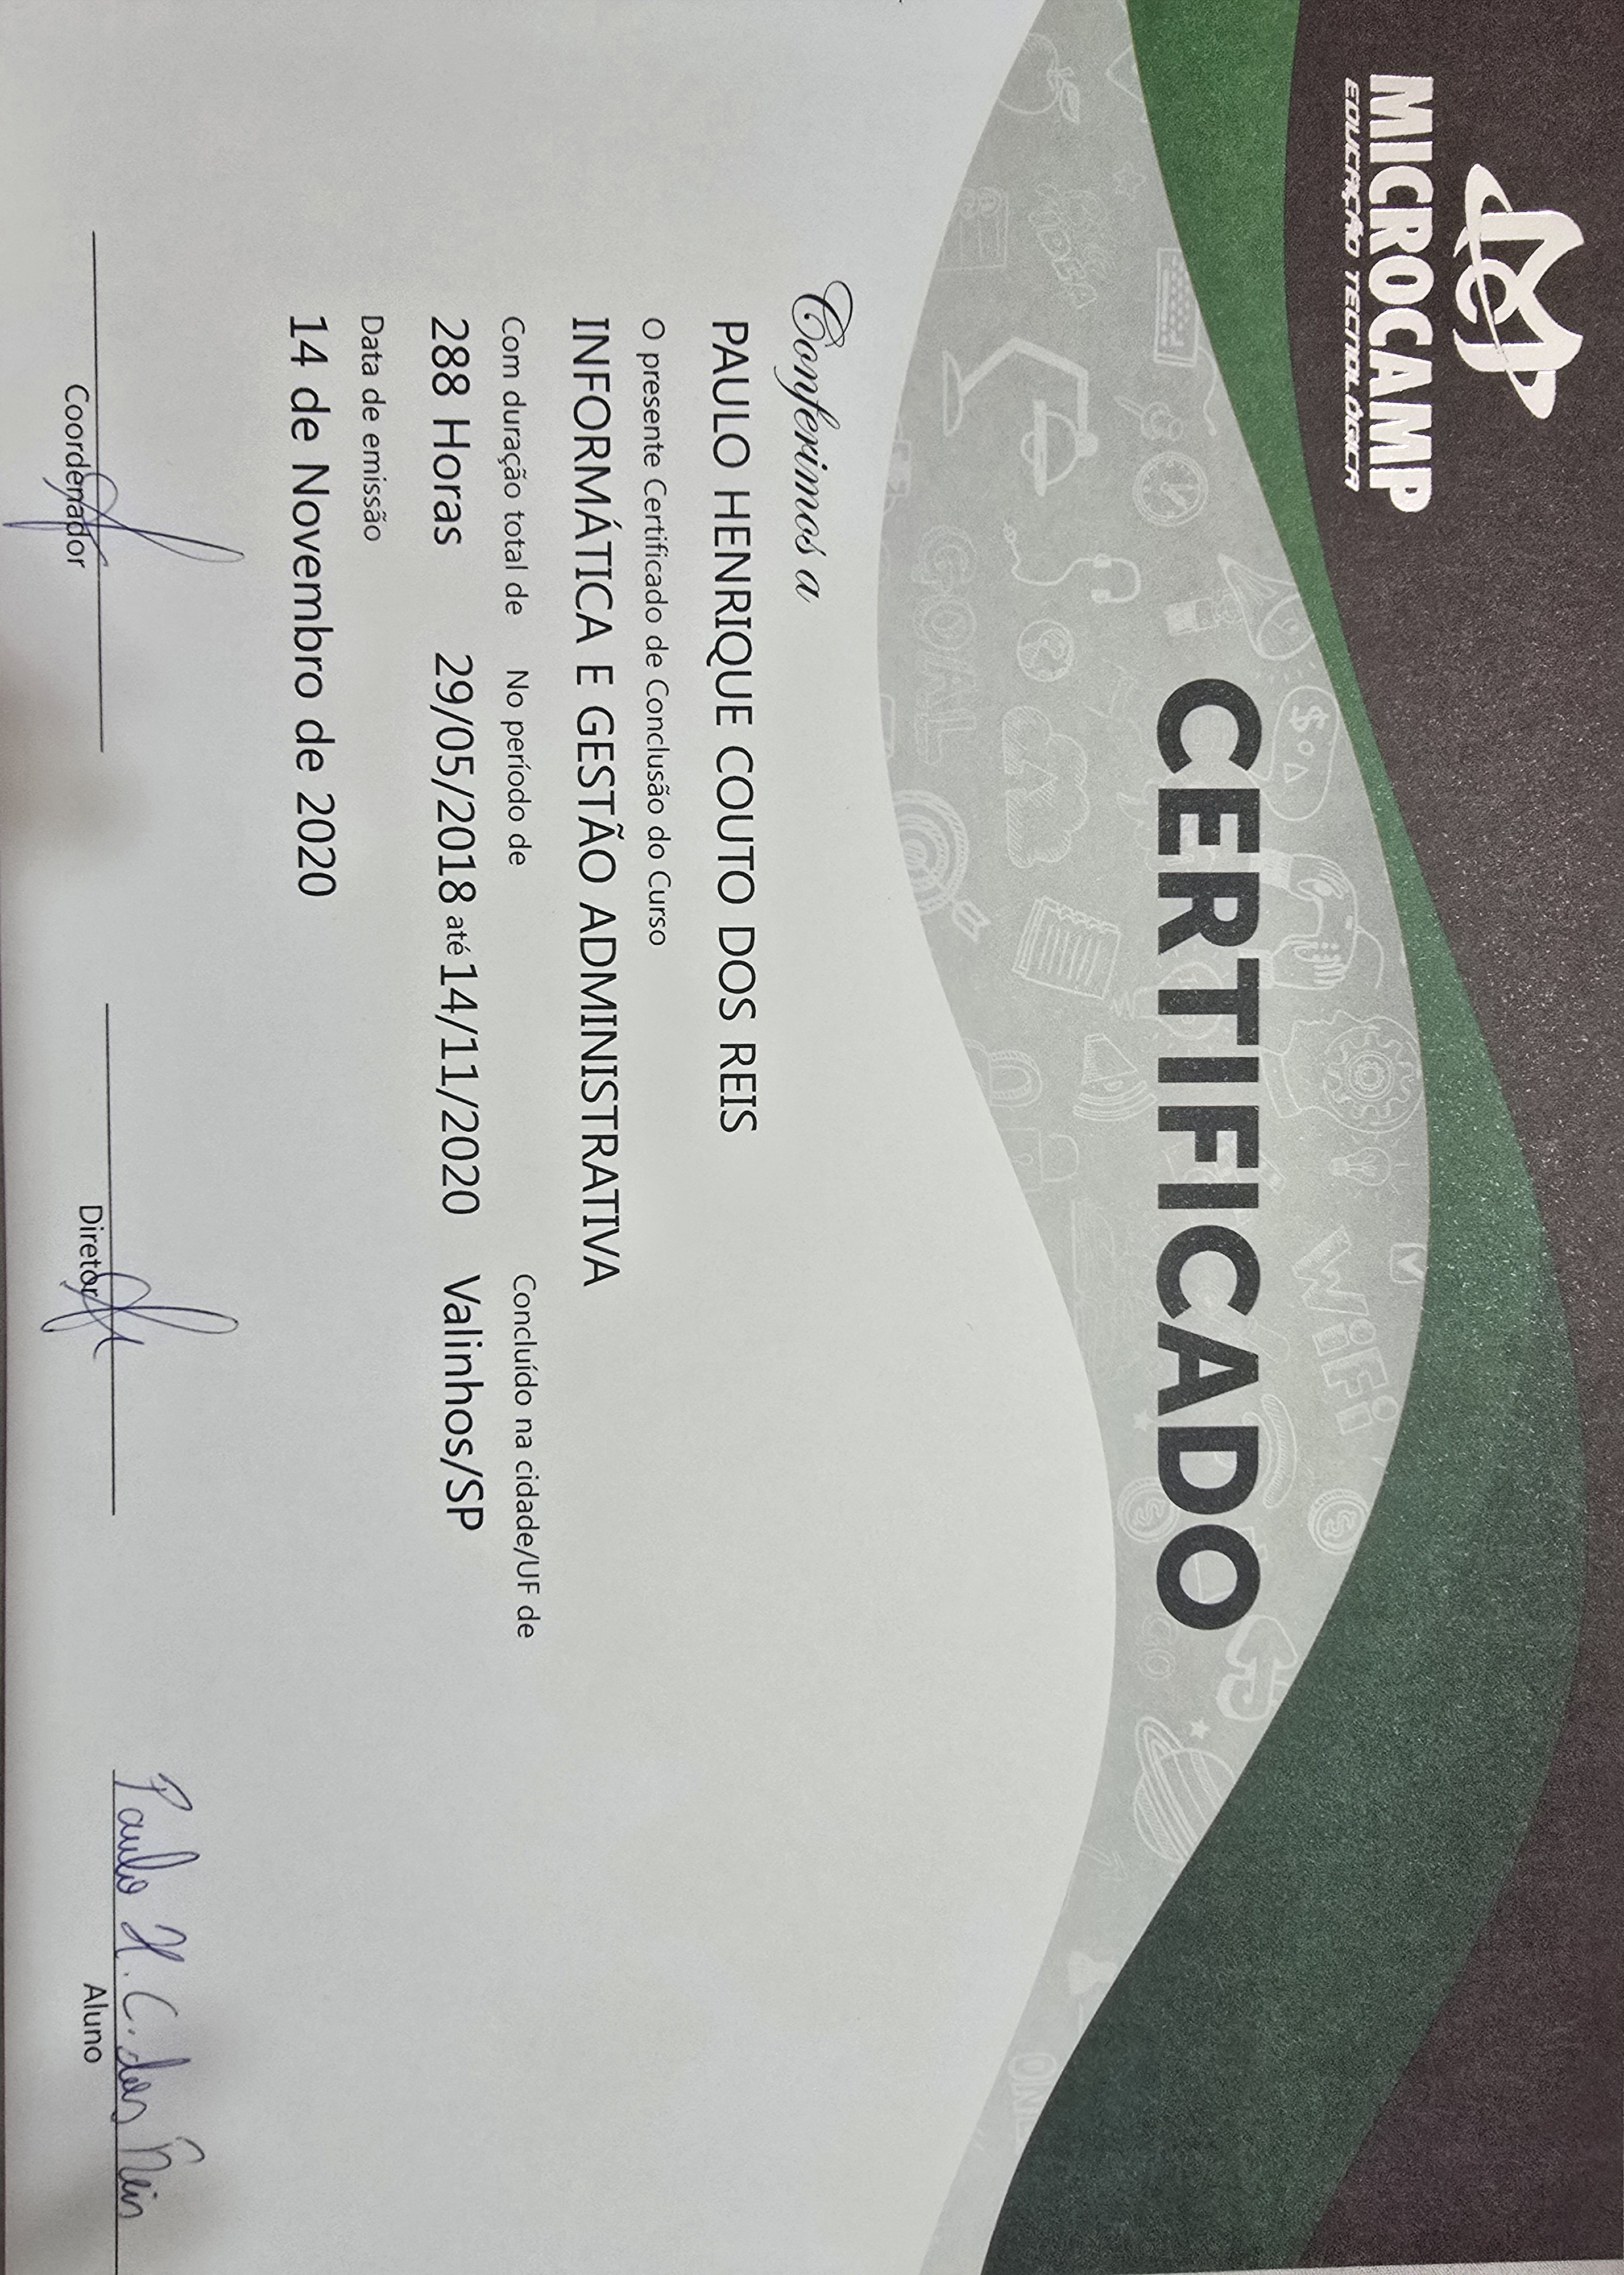 MC
MICROCAMP
EDUCAÇÃO TECNOLÓGICA
WiFi
CERTIFICADO
GO
IDEA
GOAL
Conferimos a
PAULO HENRIQUE COUTO DOS REIS
O presente Certificado de Conclusão do Curso
INFORMÁTICA E GESTÃO ADMINISTRATIVA
Com duração total de No período de Concluído na cidade/UF de
288 Horas 29/05/2018 até 14/11/2020 Valinhos/SP
Data de emissão
14 de Novembro de 2020
Paulo H. C. dos Reis
Coordenador Diretor Aluno